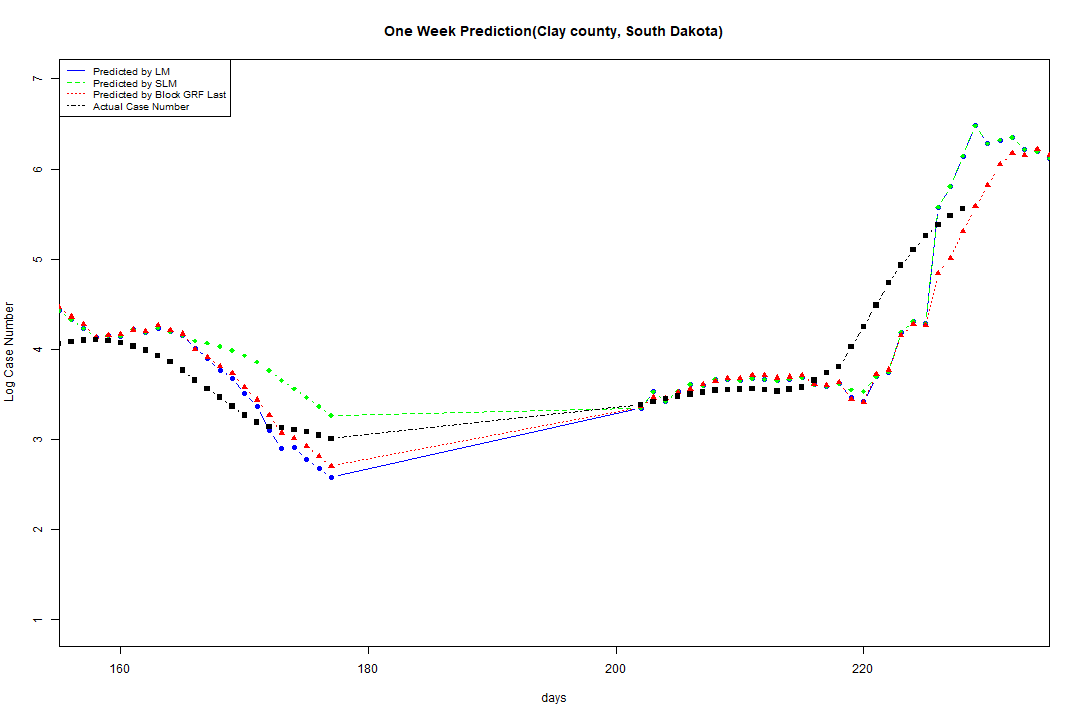 One Week Prediction(Clay county, South Dakota)
Predicted by LM
Predicted by SLM
Predicted by Block GRF Last
Actual Case Number
7
6
5
4
3
2
1
Log Case Number
160 180 200 220
days